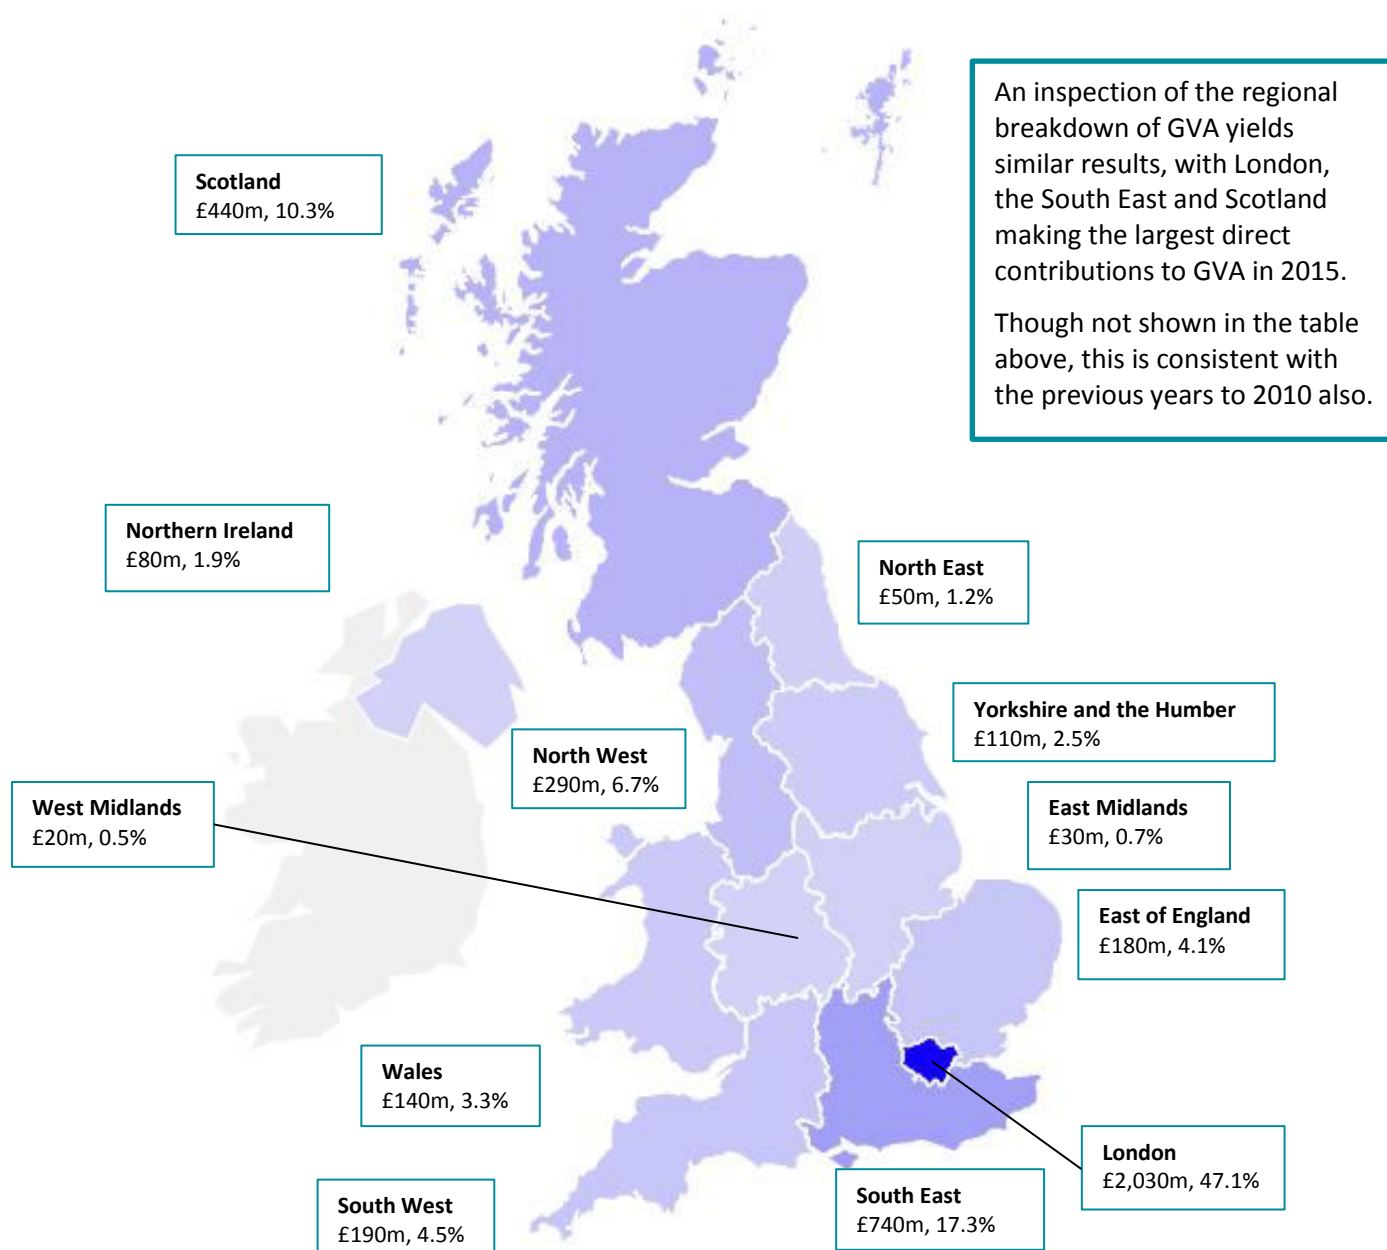 An inspection of the regional
breakdown of GVA yields
similar results, with London,
the South East and Scotland
making the largest direct
contributions to GVA in 2015.
Though not shown in the table
above, this is consistent with
the previous years to 2010 also.
Scotland
£440m, 10.3%
Northern Ireland
£80m, 1.9%
North East
£50m, 1.2%
Yorkshire and the Humber
£110m, 2.5%
North West
£290m, 6.7%
West Midlands
£20m, 0.5%
East Midlands
£30m, 0.7%
East of England
£180m, 4.1%
Wales
£140m, 3.3%
London
£2,030m, 47.1%
South East
£740m, 17.3%
South West
£190m, 4.5%